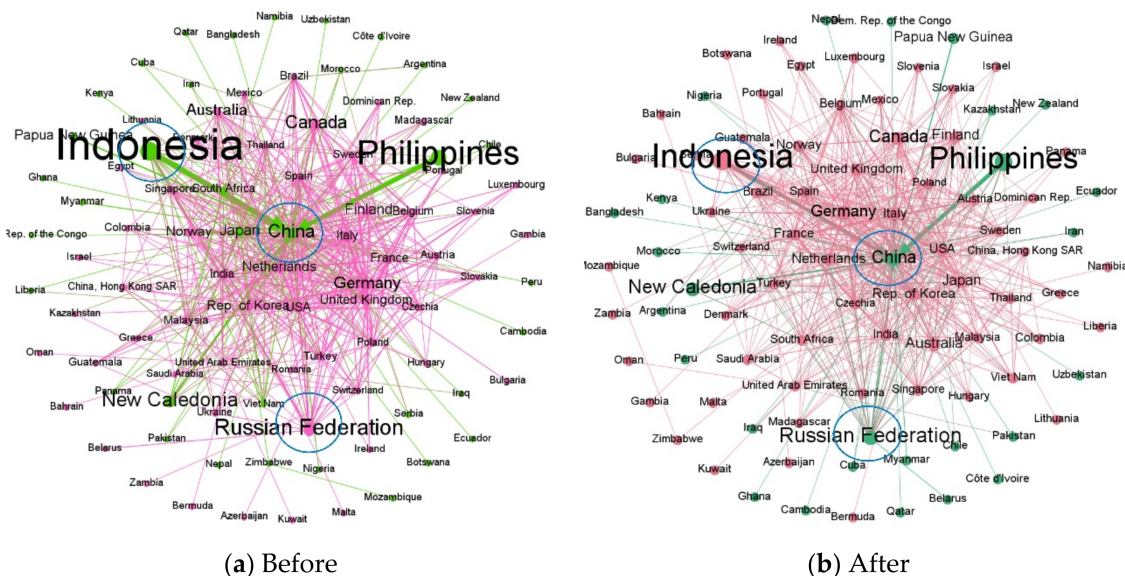 Namibia
Uzbekistan
Qatar
Bangladesh
Côte d'Ivoire
Cuba
Iran
Brazil
Morocco
Argentina
Kenya
Mexico
Australia
Dominican Rep.
New Zealand
Lithuania
Canada
Madagascar
Papua New Guinea
Denmark
Thailand
Chile
Indonesia
Sweden
Philippines
Egypt
Portugal
Ghana
Singapore
South Africa
Spain
Luxembourg
Myanmar
Finland
Belgium
Slovenia
Colombia
Rep. of the Congo
Norway
Japan
China
Italy
Gambia
Israel
India
Netherlands
France
Austria
Slovakia
Liberia
China, Hong Kong SAR
Germany
Peru
Kazakhstan
Rep. of Korea
USA
United Kingdom
Czechia
Malaysia
Cambodia
Greece
Poland
Oman
Guatemala
United Arab Emirates
Turkey
Hungary
Saudi Arabia
Romania
Bulgaria
Panama
Switzerland
Iraq
Bahrain
New Caledonia
Viet Nam
Ukraine
Serbia
Russian Federation
Belarus
Pakistan
Ireland
Ecuador
Nepal
Zimbabwe
Nigeria
Botswana
Zambia
Mozambique
Bermuda
Azerbaijan
Kuwait
Malta
(a) Before
Nepal
Dem. Rep. of the Congo
Papua New Guinea
Ireland
Botswana
Egypt
Luxembourg
Slovenia
Israel
Nigeria
Portugal
Belgium
Mexico
Slovakia
Kazakhstan
New Zealand
Bahrain
Guatemala
Norway
Canada
Finland
Panama
Bulgaria
Serbia
Indonesia
United Kingdom
Philippines
Poland
Kenya
Brazil
Spain
Austria
Dominican Rep.
Ecuador
Bangladesh
Ukraine
Germany
Italy
Sweden
Iran
France
Morocco
Switzerland
Netherlands
China
USA
China, Hong Kong SAR
Mozambique
Namibia
New Caledonia
Turkey
Rep. of Korea
Japan
Thailand
Greece
Zambia
Argentina
Denmark
Czechia
Liberia
South Africa
India
Australia
Malaysia
Colombia
Oman
Peru
Saudi Arabia
Viet Nam
Uzbekistan
United Arab Emirates
Romania
Singapore
Hungary
Gambia
Malta
Lithuania
Madagascar
Zimbabwe
Iraq
Russian Federation
Pakistan
Chile
Kuwait
Azerbaijan
Cuba
Myanmar
Côte d'Ivoire
Ghana
Cambodia
Bermuda
Qatar
Belarus
(b) After